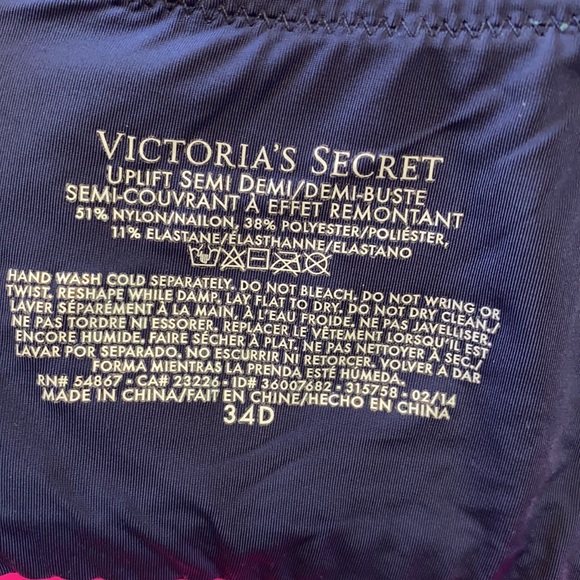 VICTORIA'S SECRET
UPLIFT SEMI DEMI/DEMI-BUSTE
SEMI-COUVRANT À EFFET REMONTANT
51% NYLON/NAILON, 38% POLYESTER/POLIÉSTER,
11% ELASTANE/ÉLASTHANNE/ELASTANO
HAND WASH COLD SEPARATELY. DO NOT BLEACH. DO NOT WRING OR
TWIST. RESHAPE WHILE DAMP. LAY FLAT TO DRY. DO NOT DRY CLEAN./
LAVER SÉPARÉMENT À LA MAIN, À L'EAU FROIDE. NE PAS JAVELLISER.
NE PAS TORDRE NI ESSORER. REPLACER LE VÊTEMENT LORSQU'IL EST
ENCORE HUMIDE. FAIRE SÉCHER À PLAT. NE PAS NETTOYER À SEC./
LAVAR POR SEPARADO. NO ESCURRIR NI RETORCER. VOLVER A DAR
FORMA MIENTRAS LA PRENDA ESTÉ HÚMEDA.
RN# 54867 - CA# 23226 - ID# 36007682 - 315758 - 02/14
MADE IN CHINA/FAIT EN CHINE/HECHO EN CHINA
34D